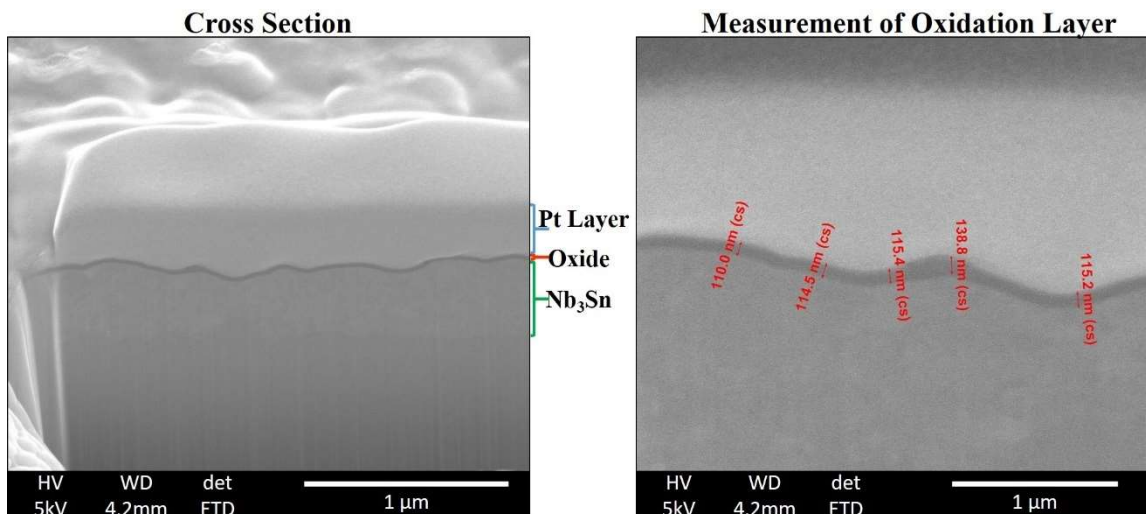 Cross Section
Pt Layer
Oxide
Nb₃Sn
HV WD det
5kV 4.2mm ETD
1 µm
Measurement of Oxidation Layer
110.0 nm (cs)
114.5 nm (cs)
115.4 nm (cs)
138.8 nm (cs)
115.2 nm (cs)
HV WD det
5kV 4.2mm ETD
1 µm